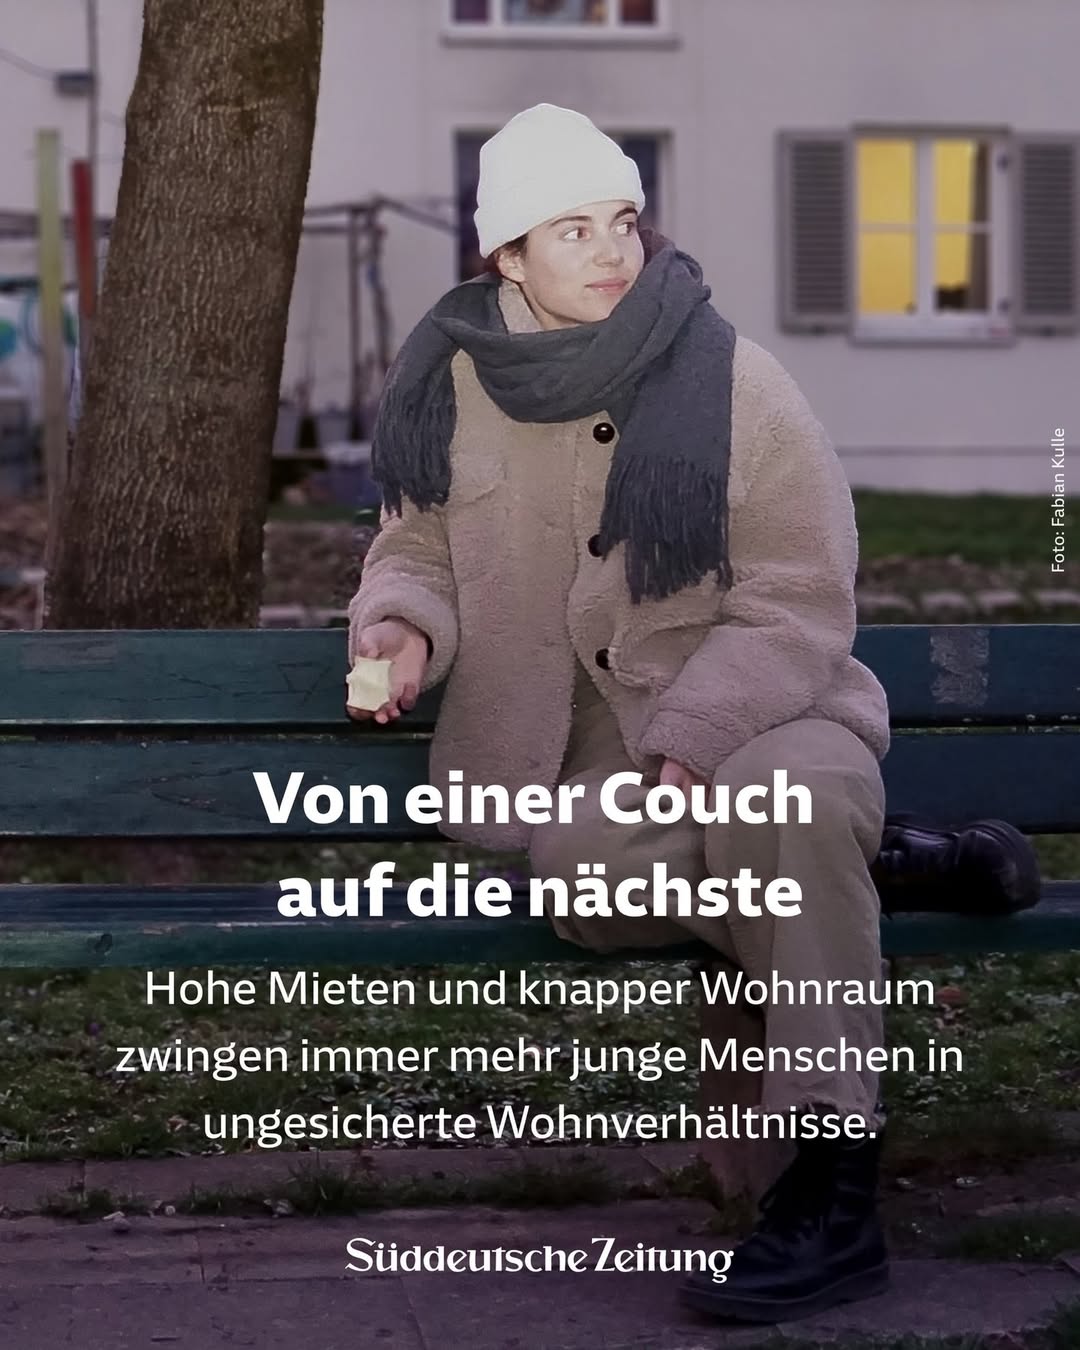 Foto: Fabian Kulle
Von einer Couch
auf die nächste
Hohe Mieten und knapper Wohnraum
zwingen immer mehr junge Menschen in
ungesicherte Wohnverhältnisse.
Süddeutsche Zeitung